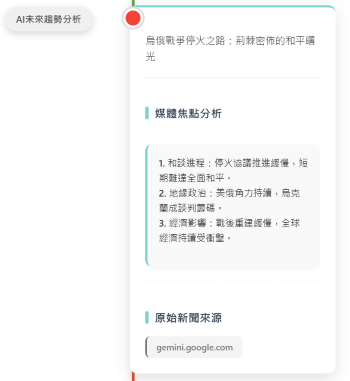 AI未來趨勢分析
烏俄戰爭停火之路：荊棘密佈的和平曙
光
媒體焦點分析
1. 和談進程：停火協議推進緩慢，短
期難達全面和平。
2. 地緣政治：美俄角力持續，烏克
蘭成談判籌碼。
3. 經濟影響：戰後重建緩慢，全球
經濟持續受衝擊。
原始新聞來源
gemini.google.com